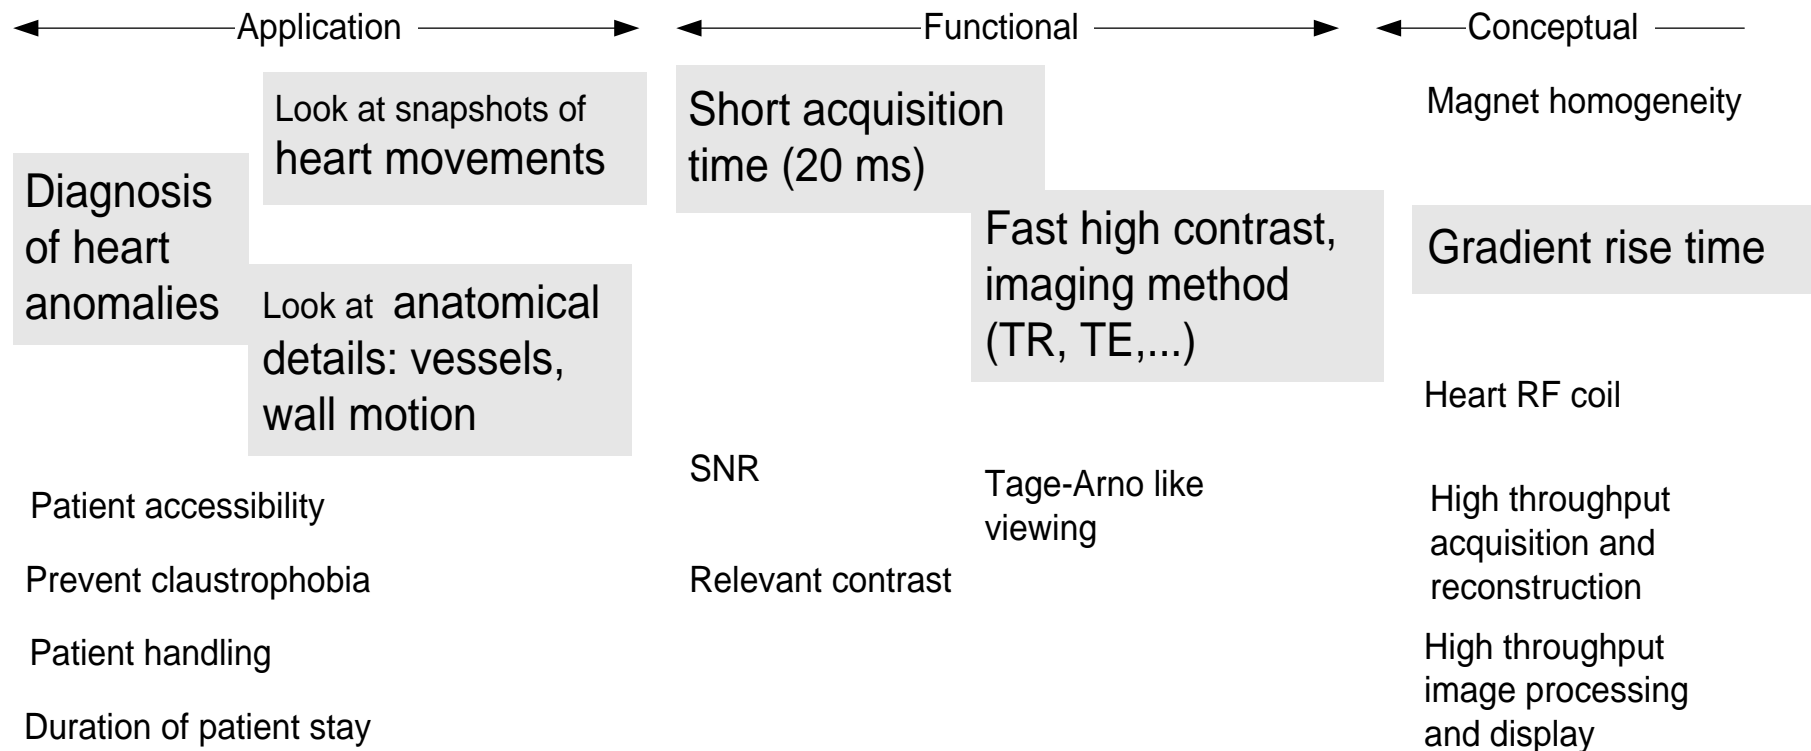 Application
Functional
Conceptual
Look at snapshots of
heart movements
Diagnosis
of heart
anomalies
Look at anatomical
details: vessels,
wall motion
Patient accessibility
Prevent claustrophobia
Patient handling
Duration of patient stay
Short acquisition
time (20 ms)
Fast high contrast,
imaging method
(TR, TE,...)
SNR
Tage-Arno like
viewing
Relevant contrast
Magnet homogeneity
Gradient rise time
Heart RF coil
High throughput
acquisition and
reconstruction
High throughput
image processing
and display